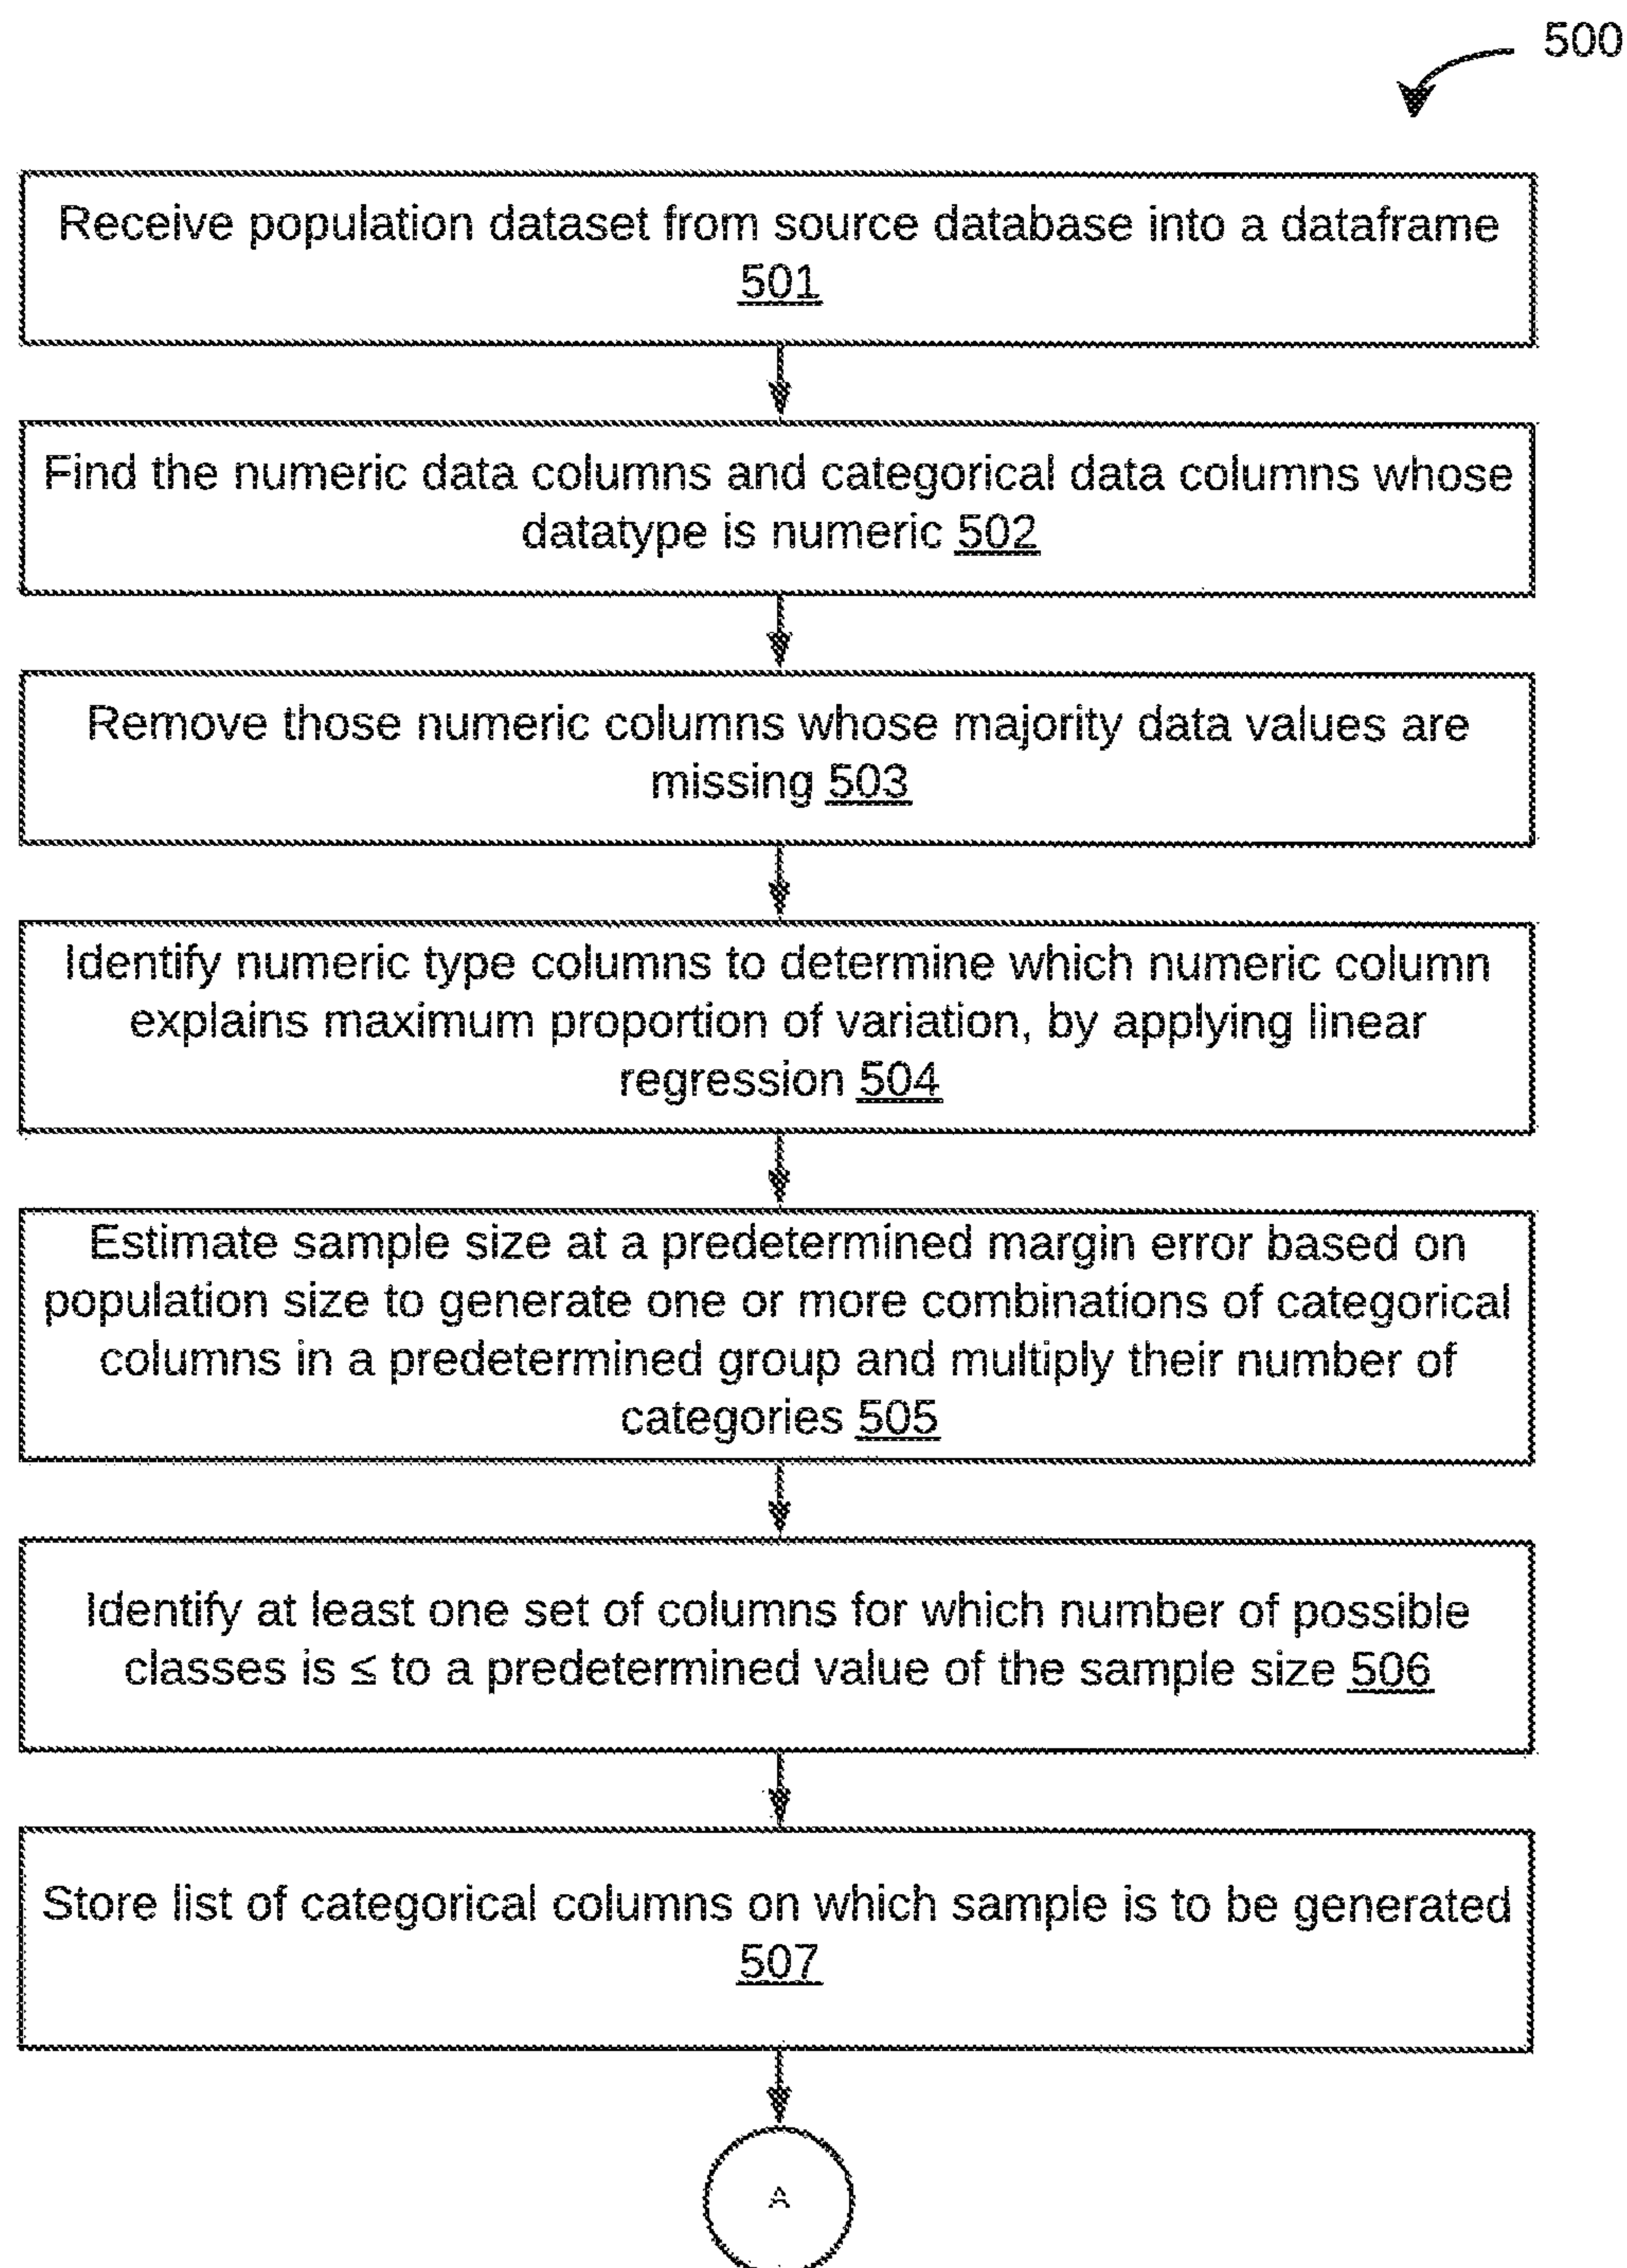 500
Receive population dataset from source database into a dataframe
501
Find the numeric data columns and categorical data columns whose
datatype is numeric 502
Remove those numeric columns whose majority data values are
missing 503
Identify numeric type columns to determine which numeric column
explains maximum proportion of variation, by applying linear
regression 504
Estimate sample size at a predetermined margin error based on
population size to generate one or more combinations of categorical
columns in a predetermined group and multiply their number of
categories 505
Identify at least one set of columns for which number of possible
classes is ≤ to a predetermined value of the sample size 506
Store list of categorical columns on which sample is to be generated
507
A